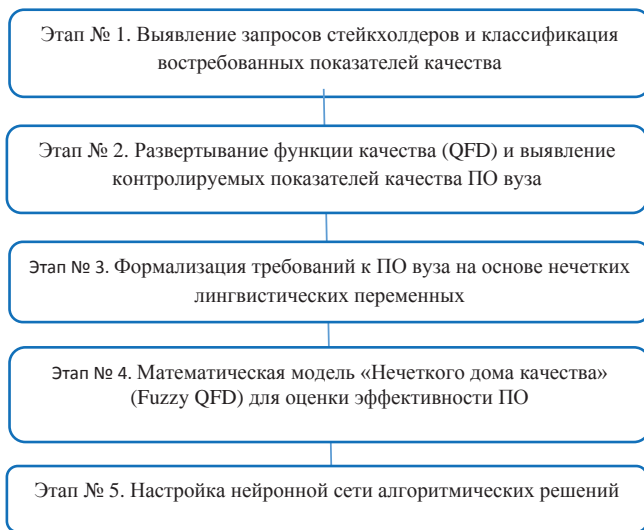 Этап № 1. Выявление запросов стейкхолдеров и классификация
востребованных показателей качества
Этап № 2. Развертывание функции качества (QFD) и выявление
контролируемых показателей качества ПО вуза
Этап № 3. Формализация требований к ПО вуза на основе нечетких
лингвистических переменных
Этап № 4. Математическая модель «Нечеткого дома качества»
(Fuzzy QFD) для оценки эффективности ПО
Этап № 5. Настройка нейронной сети алгоритмических решений